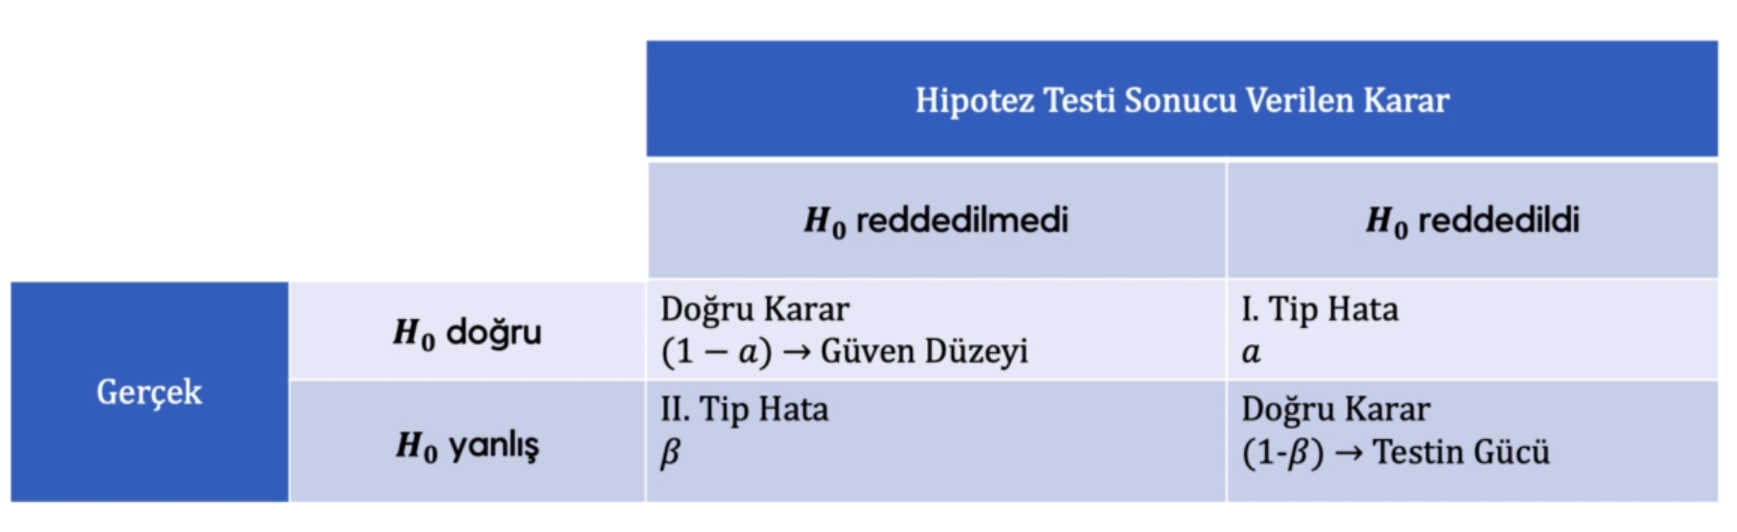 Hipotez Testi Sonucu Verilen Karar
H₀ reddedilmedi
H₀ reddedildi
Gerçek
H₀ doğru
Doğru Karar
(1 − a) → Güven Düzeyi
I. Tip Hata
a
H₀ yanlış
II. Tip Hata
β
Doğru Karar
(1-β) → Testin Gücü